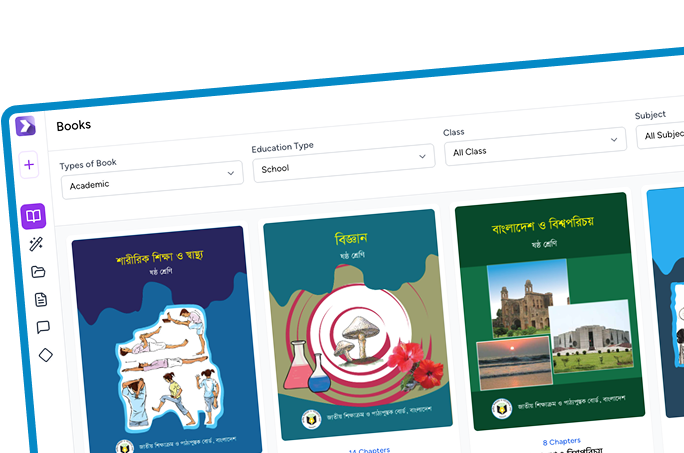 Books
Types of Book
Academic
Education Type
School
Class
All Class
Subject
All Subjec
শারীরিক শিক্ষা ও স্বাস্থ্য
ষষ্ঠ শ্রেণি
জাতীয় শিক্ষাক্রম ও পাঠ্যপুস্তক বোর্ড, বাংলাদেশ
বিজ্ঞান
ষষ্ঠ শ্রেণি
জাতীয় শিক্ষাক্রম ও পাঠ্যপুস্তক বোর্ড, বাংলাদেশ
14 Chapters
বাংলাদেশ ও বিশ্বপরিচয়
ষষ্ঠ শ্রেণি
জাতীয় শিক্ষাক্রম ও পাঠ্যপুস্তক বোর্ড, বাংলাদেশ
8 Chapters